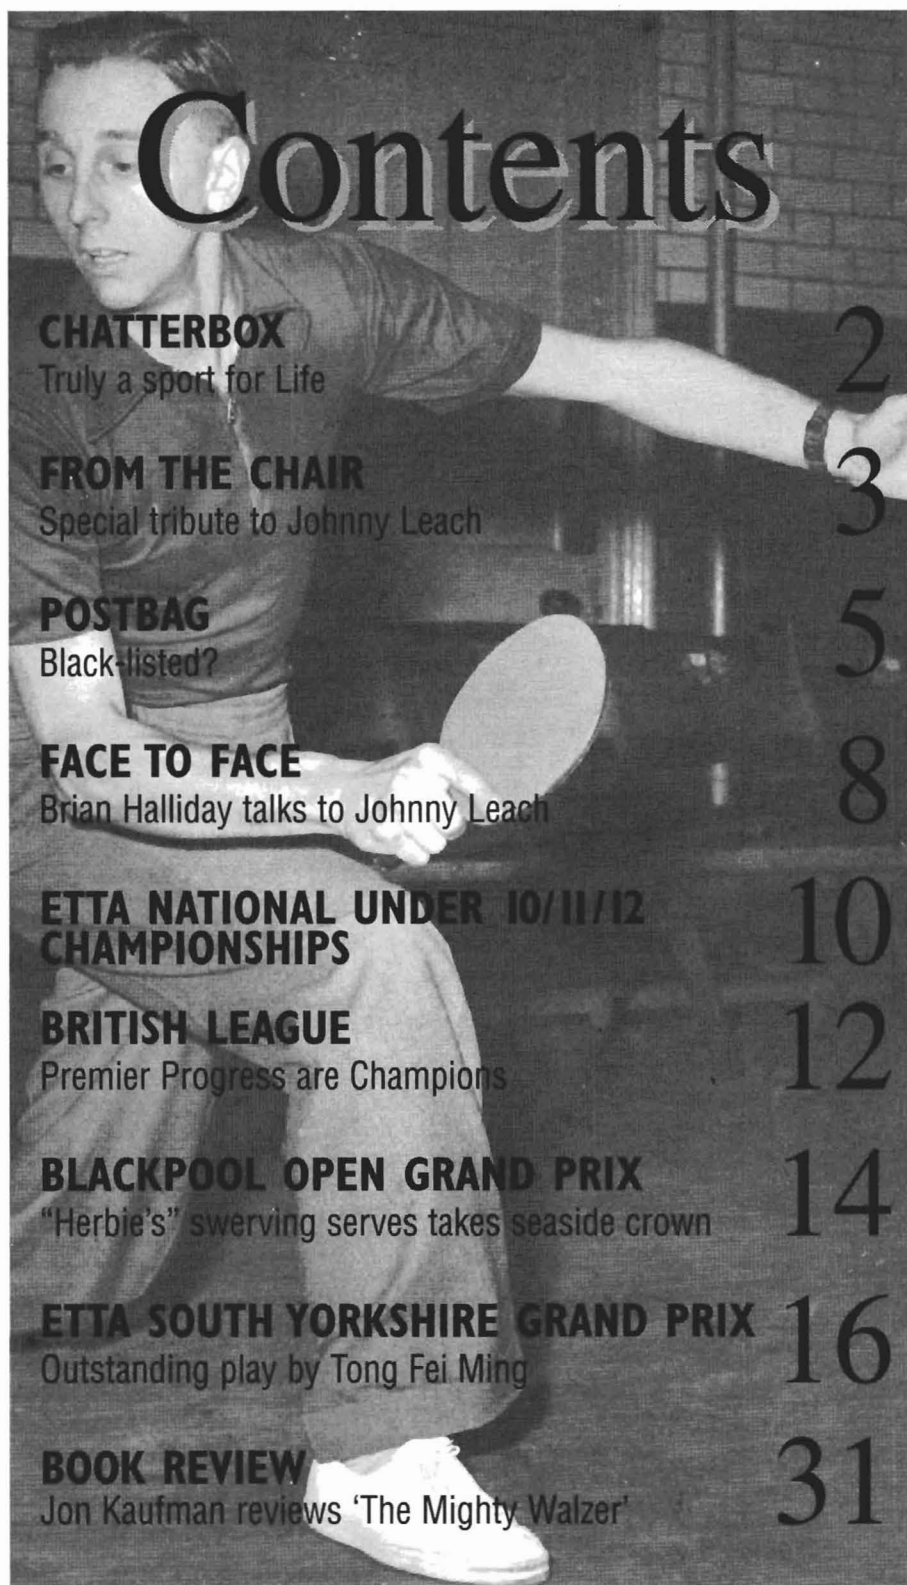 Contents
CHATTERBOX 2
Truly a sport for Life
FROM THE CHAIR 3
Special tribute to Johnny Leach
POSTBAG 5
Black-listed?
FACE TO FACE 8
Brian Halliday talks to Johnny Leach
ETTA NATIONAL UNDER 10/11/12 10
CHAMPIONSHIPS
BRITISH LEAGUE 12
Premier Progress are Champions
BLACKPOOL OPEN GRAND PRIX 14
“Herbie’s” swerving serves takes seaside crown
ETTA SOUTH YORKSHIRE GRAND PRIX 16
Outstanding play by Tong Fei Ming
BOOK REVIEW 31
Jon Kaufman reviews ‘The Mighty Walzer’